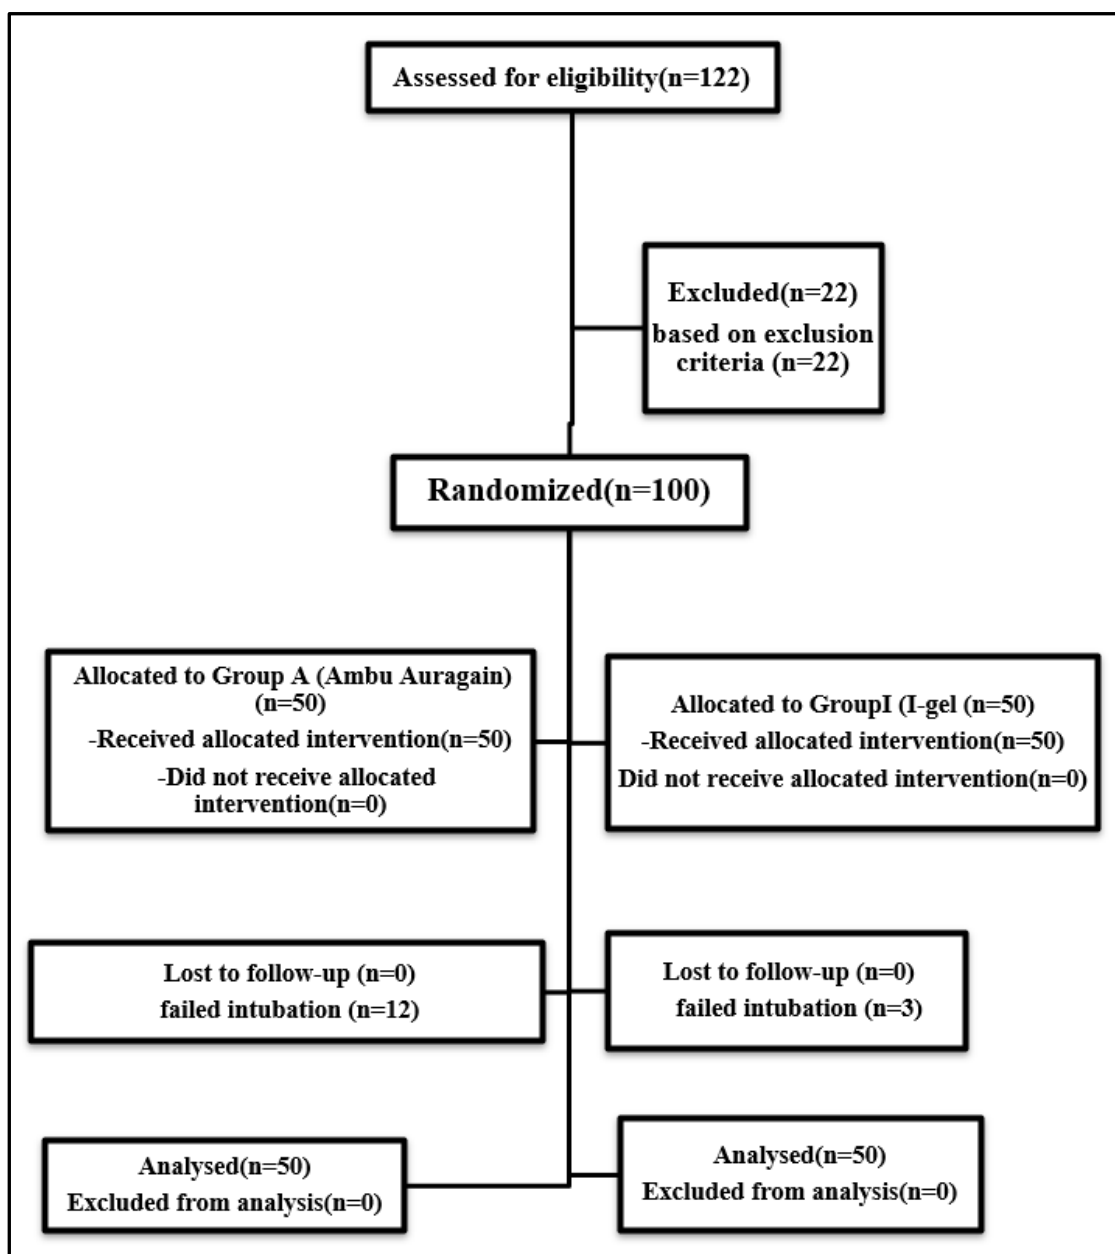 Assessed for eligibility(n=122)
Excluded(n=22)
based on exclusion
criteria (n=22)
Randomized(n=100)
Allocated to Group A (Ambu Auragain)
(n=50)
-Received allocated intervention(n=50)
-Did not receive allocated
intervention(n=0)
Allocated to GroupI (I-gel (n=50)
-Received allocated intervention(n=50)
Did not receive allocated intervention(n=0)
Lost to follow-up (n=0)
failed intubation (n=12)
Lost to follow-up (n=0)
failed intubation (n=3)
Analysed(n=50)
Excluded from analysis(n=0)
Analysed(n=50)
Excluded from analysis(n=0)